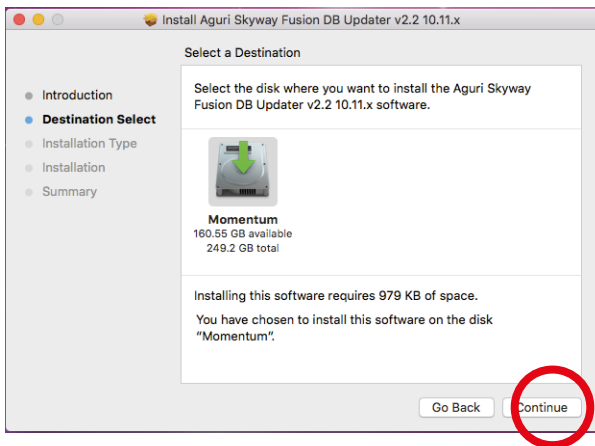 Install Aguri Skyway Fusion DB Updater v2.2 10.11.x
Select a Destination
Introduction
Destination Select
Installation Type
Installation
Summary
Select the disk where you want to install the Aguri Skyway
Fusion DB Updater v2.2 10.11.x software.
Momentum
160.55 GB available
249.2 GB total
Installing this software requires 979 KB of space.
You have chosen to install this software on the disk
“Momentum”.
Go Back
Continue